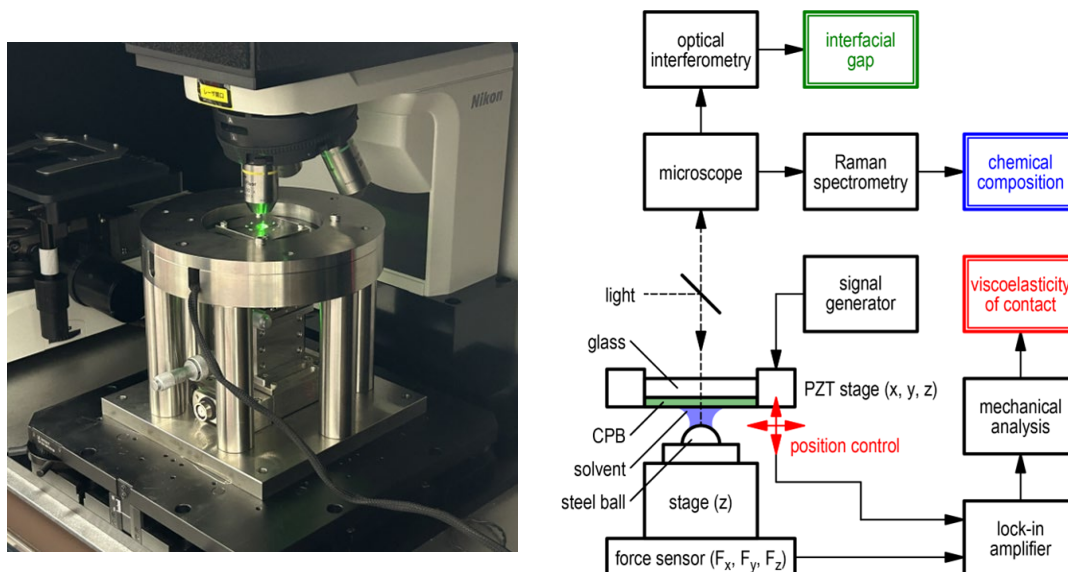 Nikon
optical
interferometry
interfacial
gap
microscope
Raman
spectrometry
chemical
composition
light
signal
generator
viscoelasticity
of contact
glass
PZT stage (x, y, z)
CPB
position control
solvent
steel ball
stage (z)
mechanical
analysis
force sensor (Fx, Fy, Fz)
lock-in
amplifier